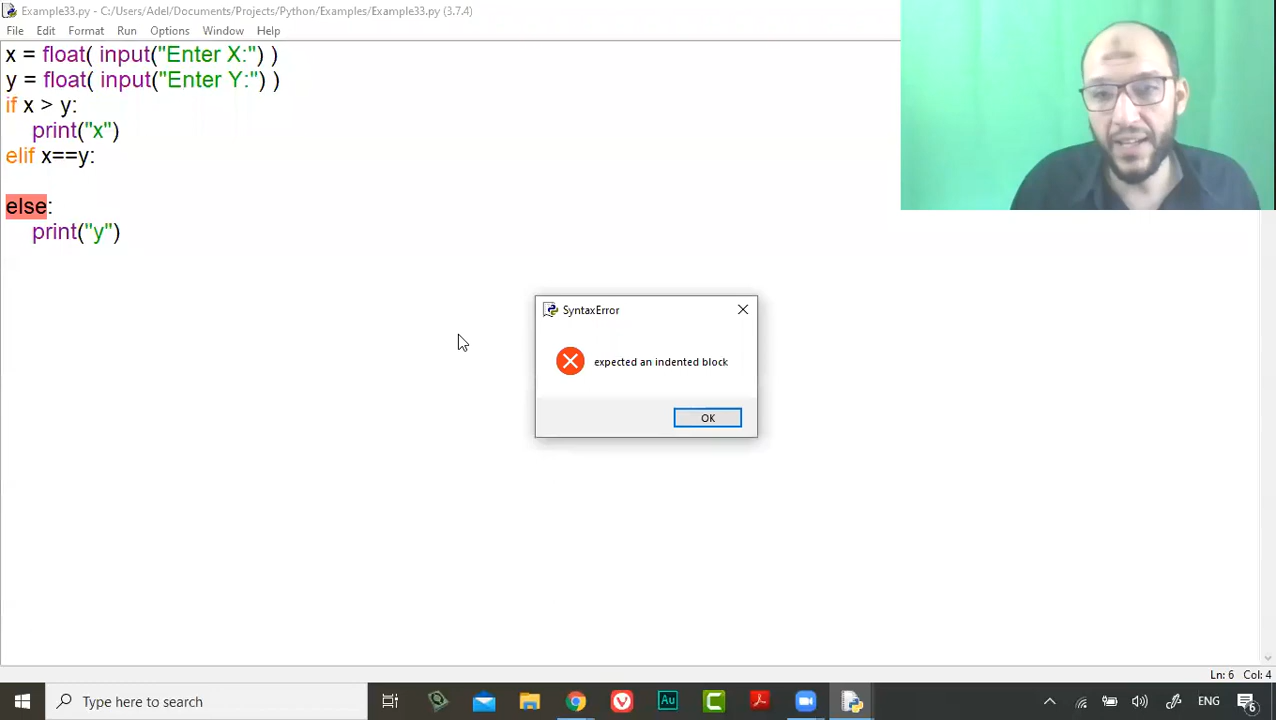 Example33.py - C:/Users/Adel/Documents/Projects/Python/Examples/Example33.py (3.7.4)
File Edit Format Run Options Window Help
x = float( input("Enter X:") )
y = float( input("Enter Y:") )
if x > y:
print("x")
elif x==y:
else:
print("y")
SyntaxError
expected an indented block
OK
Ln: 6 Col: 4
Type here to search
Au
ENG
6